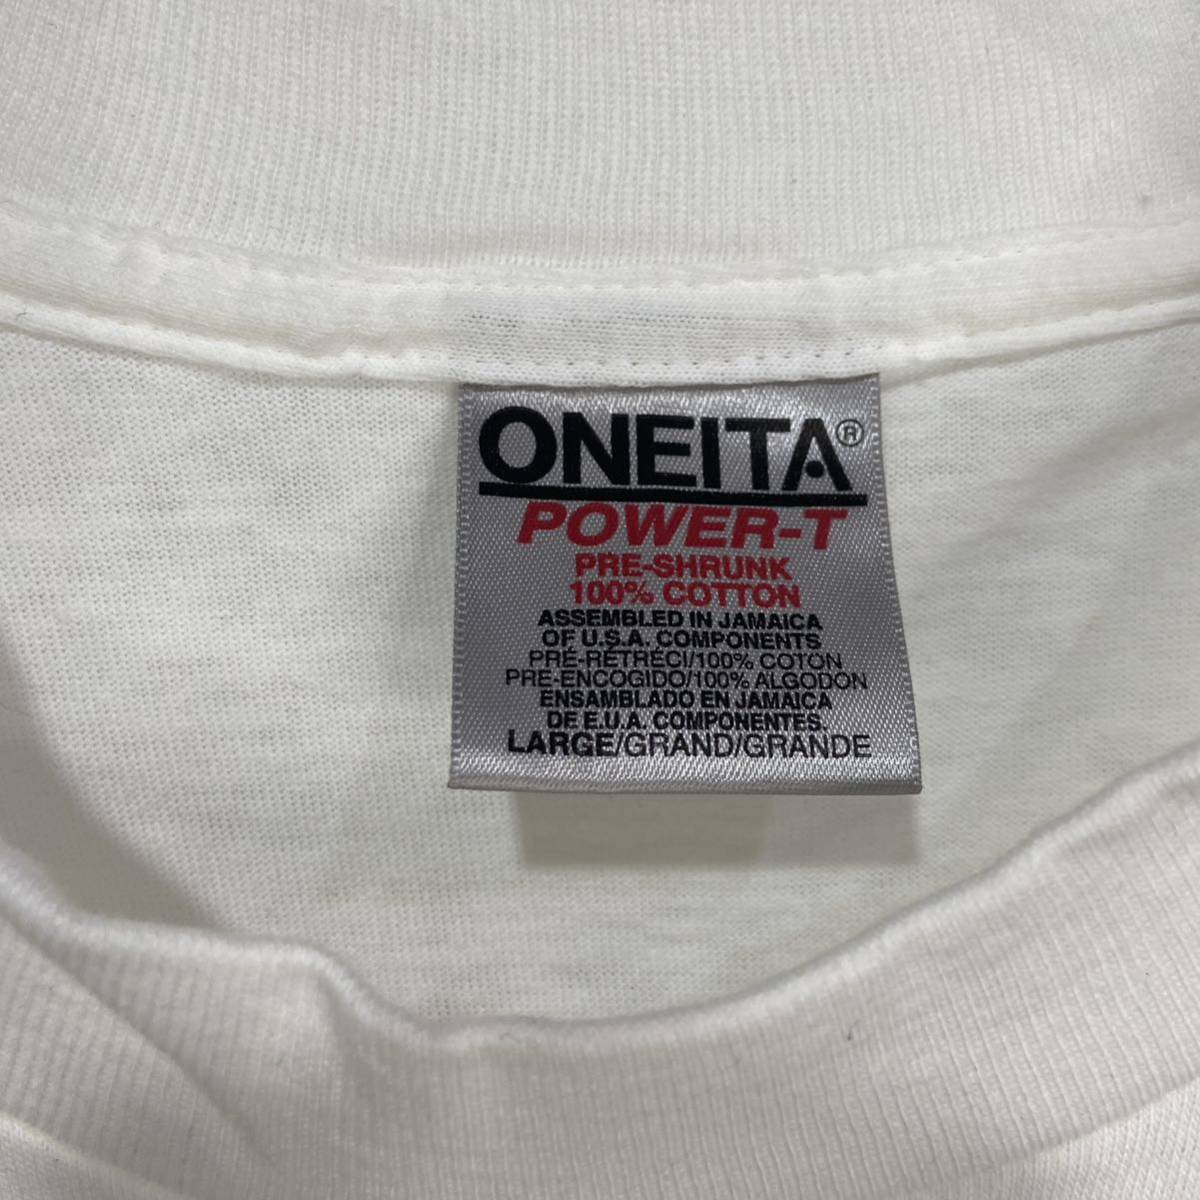 ONEITA®
POWER-T
PRE-SHRUNK
100% COTTON
ASSEMBLED IN JAMAICA
OF U.S.A. COMPONENTS
PRÉ-RÉTRÉCI/100% COTON
PRE-ENCOGIDO/100% ALGODON
ENSAMBLADO EN JAMAICA
DE E.U.A. COMPONENTES.
LARGE/GRAND/GRANDE